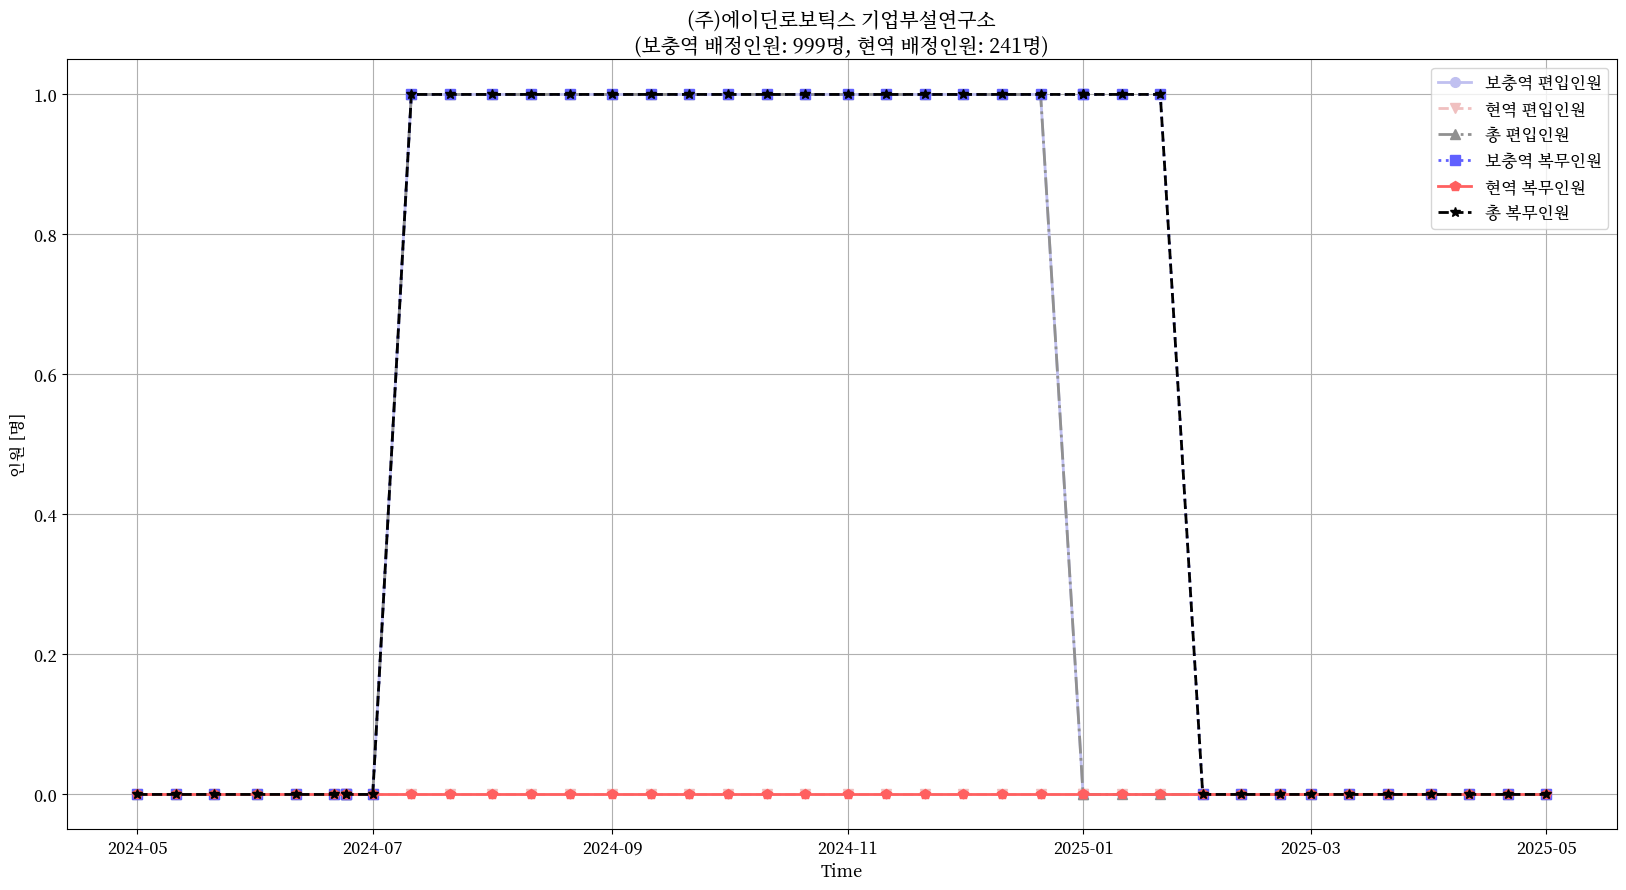 (주)에이딘로보틱스 기업부설연구소
(보충역 배정인원: 999명, 현역 배정인원: 241명)
1.0
0.8
0.6
0.4
0.2
0.0
인원 [명]
보충역 편입인원
현역 편입인원
총 편입인원
보충역 복무인원
현역 복무인원
총 복무인원
2024-05
2024-07
2024-09
2024-11
2025-01
2025-03
2025-05
Time